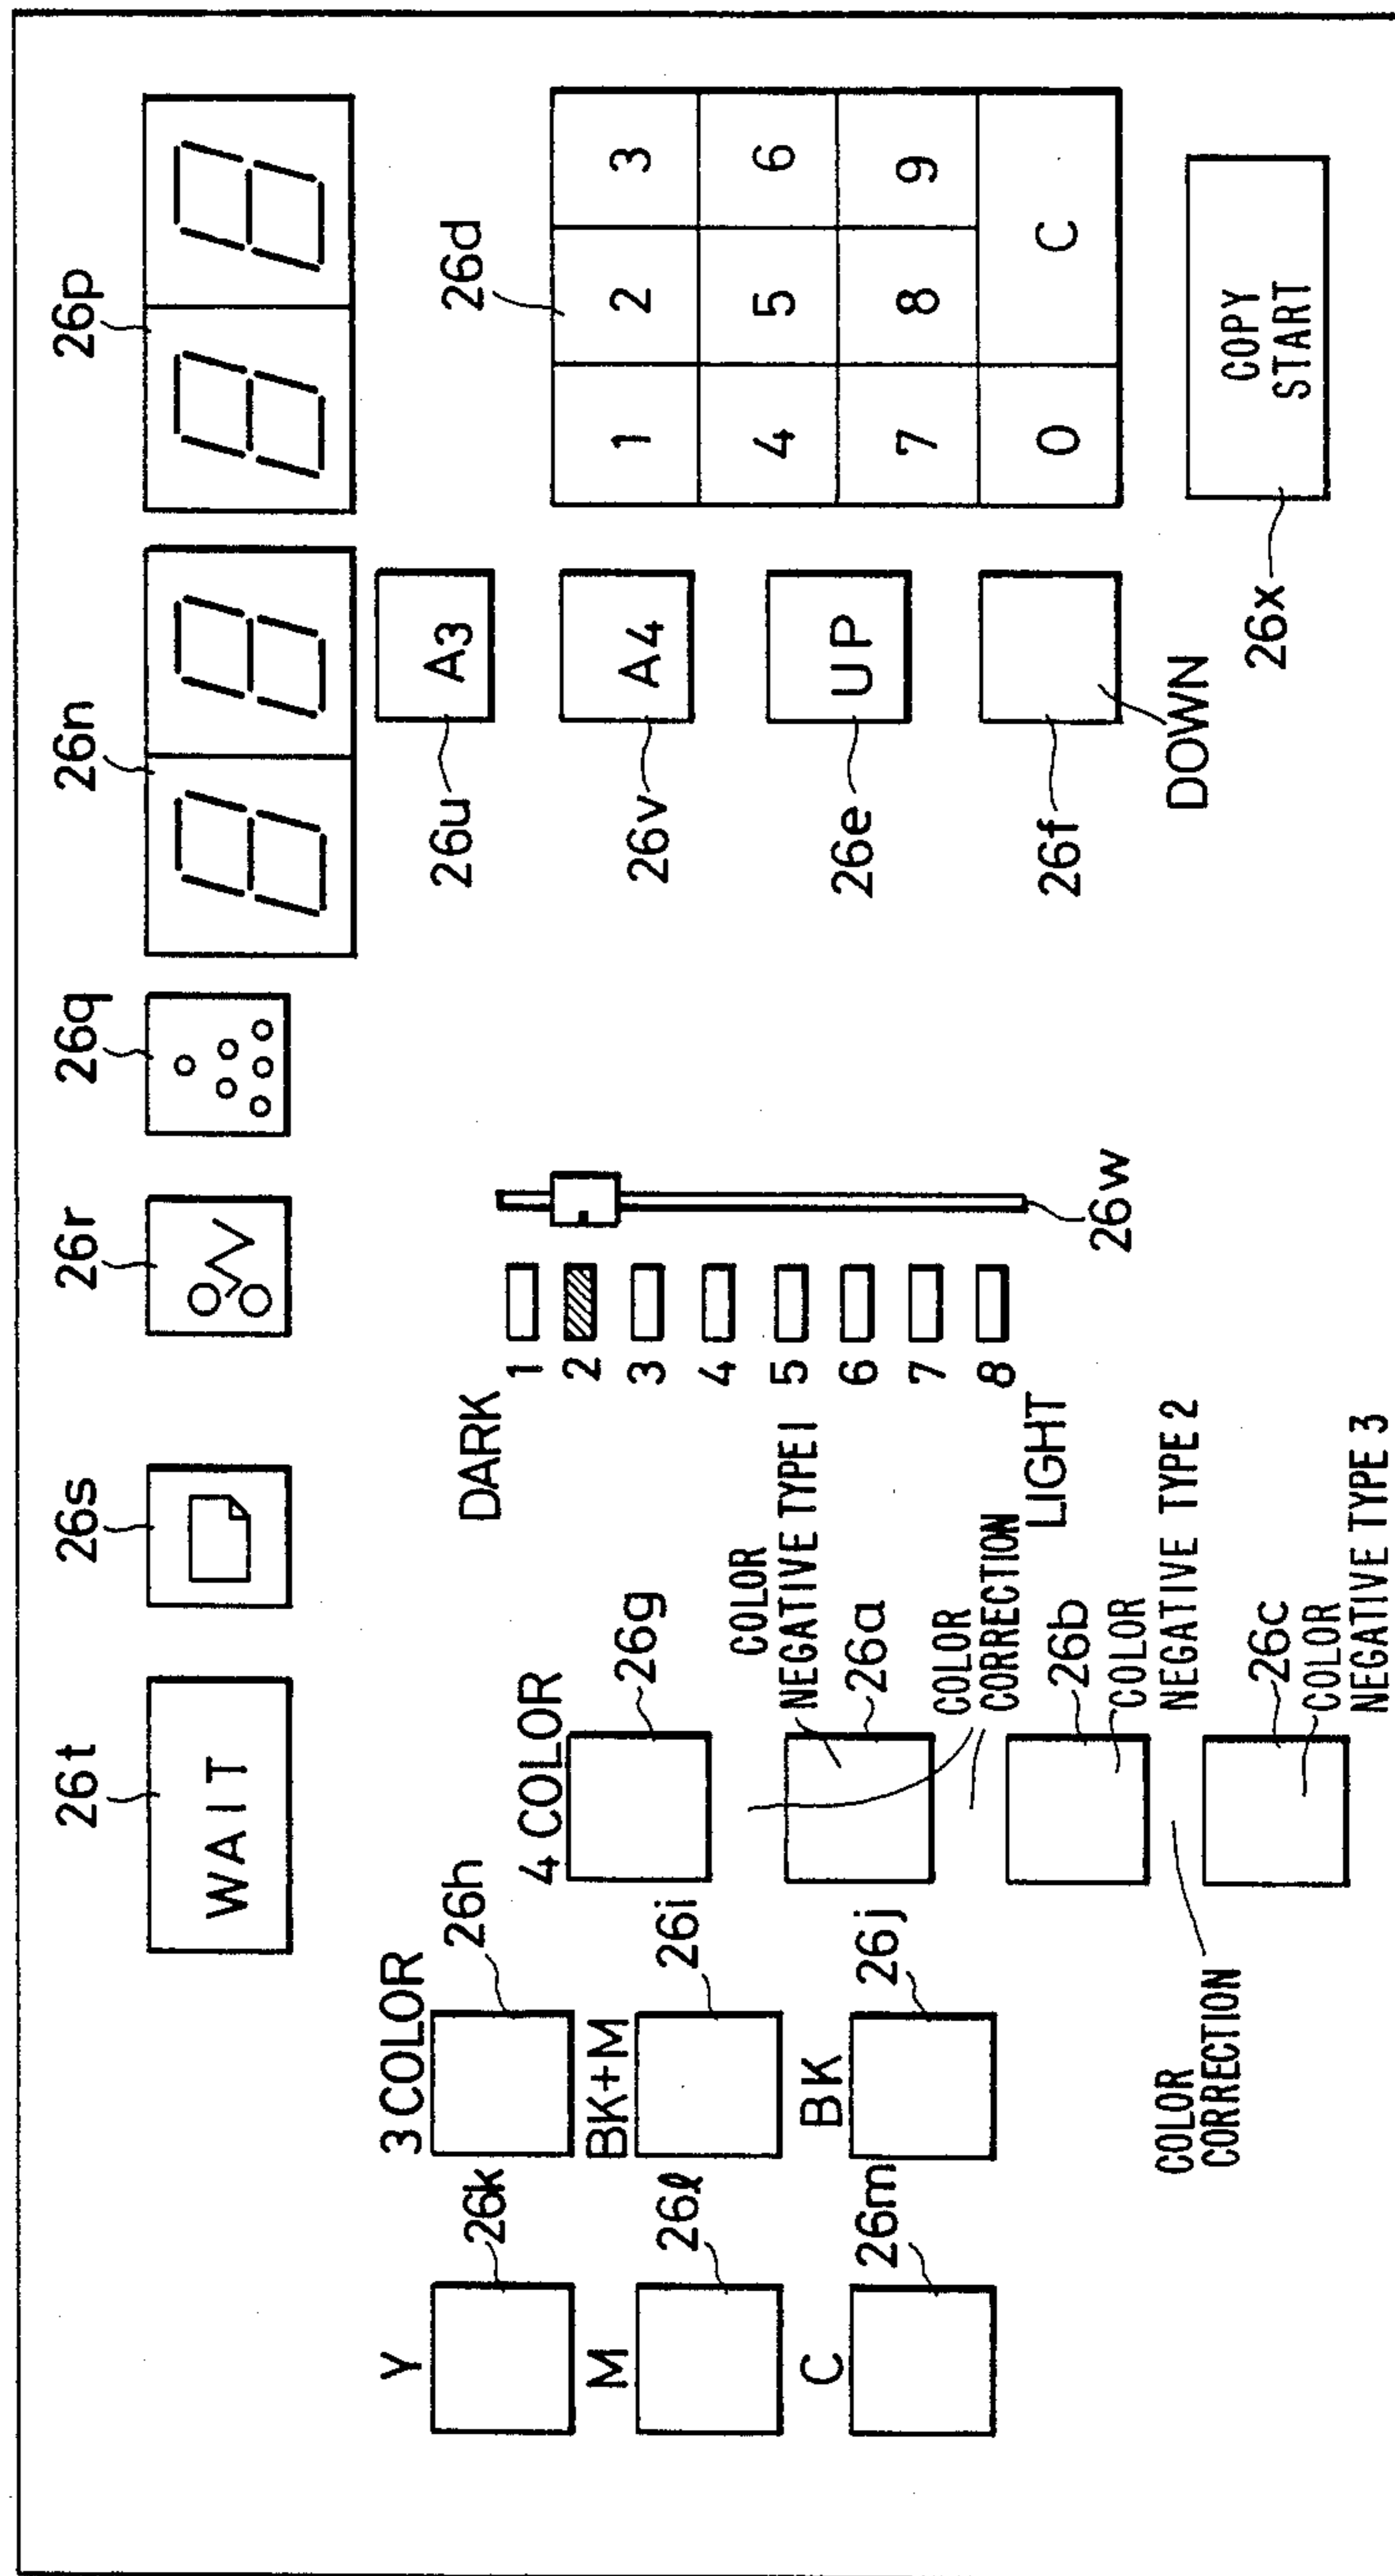 26t
26s
26r
26q
26n
26p
WAIT
Y
26k
3 COLOR
26h
4 COLOR
26g
DARK
1
2
3
4
5
6
7
8
LIGHT
26w
M
26ℓ
BK+M
26i
COLOR
NEGATIVE TYPE 1
26a
C
26m
BK
26j
COLOR
CORRECTION
26b
COLOR
NEGATIVE TYPE 2
COLOR
CORRECTION
26c
COLOR
NEGATIVE TYPE 3
26u
A3
26v
A4
26e
UP
26f
DOWN
26d
1 2 3
4 5 6
7 8 9
0 C
COPY
START
26x